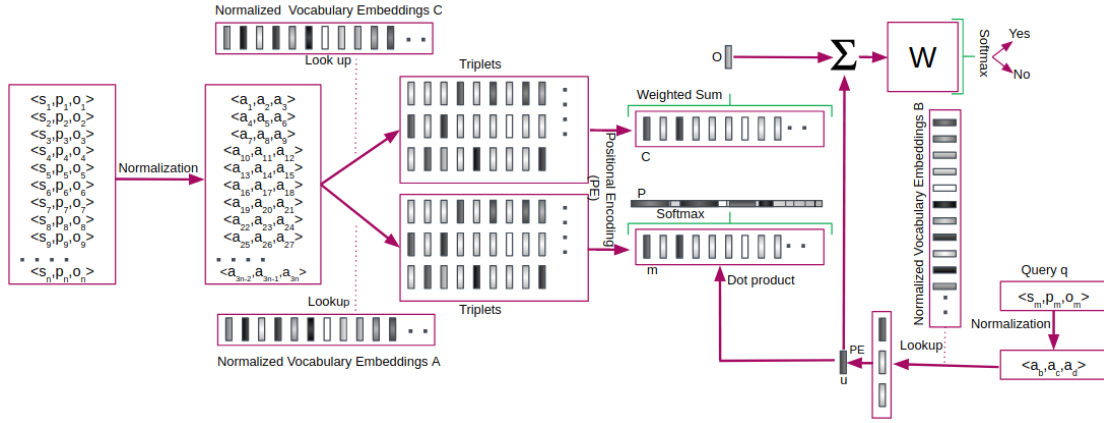 Normalized Vocabulary Embeddings C
Look up
<s1,p1,o1>
<s2,p2,o2>
<s3,p3,o3>
<s4,p4,o4>
<s5,p5,o5>
<s6,p6,o6>
<s7,p7,o7>
<s8,p8,o8>
<s9,p9,o9>
. . . . .
<sn,pn,on>
Normalization
<a1,a2,a3>
<a4,a5,a6>
<a7,a8,a9>
<a10,a11,a12>
<a13,a14,a15>
<a16,a17,a18>
<a19,a20,a21>
<a22,a23,a24>
<a25,a26,a27>
. . . . .
<a3n-2,a3n-1,a3n>
Lookup
Normalized Vocabulary Embeddings A
Triplets
Triplets
Positional Encoding
(PE)
Weighted Sum
C
P
Softmax
m
Dot product
O
Σ
W
Softmax
Yes
No
Normalized Vocabulary Embeddings B
Query q
<sm,pm,om>
Normalization
<ab,ac,ad>
Lookup
PE
u